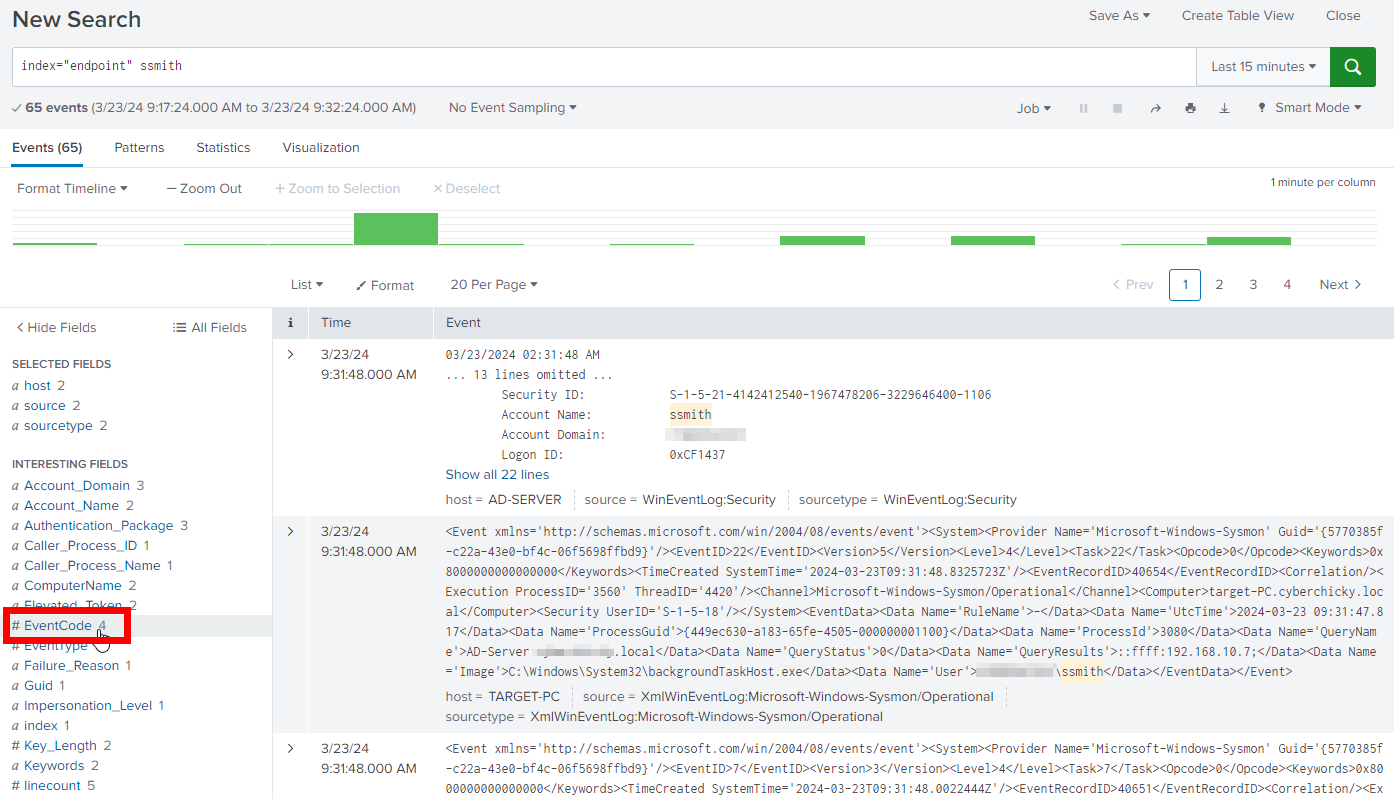 New Search
Save As Create Table View Close
index="endpoint" ssmith
Last 15 minutes
65 events (3/23/24 9:17:24.000 AM to 3/23/24 9:32:24.000 AM)
No Event Sampling
Job
Smart Mode
Events (65) Patterns Statistics Visualization
Format Timeline — Zoom Out + Zoom to Selection × Deselect
1 minute per column
List Format 20 Per Page
< Prev 1 2 3 4 Next >
< Hide Fields All Fields
SELECTED FIELDS
a host 2
a source 2
a sourcetype 2
INTERESTING FIELDS
a Account_Domain 3
a Account_Name 2
a Authentication_Package 3
a Caller_Process_ID 1
a Caller_Process_Name 1
a ComputerName 2
a Elevated_Token 2
# EventCode 4
# EventType
a Failure_Reason 1
a Guid 1
a Impersonation_Level 1
a index 1
# Key_Length 2
a Keywords 2
# linecount 5
i Time Event
3/23/24
9:31:48.000 AM
03/23/2024 02:31:48 AM
... 13 lines omitted ...
Security ID: S-1-5-21-4142412540-1967478206-3229646400-1106
Account Name: ssmith
Account Domain:
Logon ID: 0xCF1437
Show all 22 lines
host = AD-SERVER source = WinEventLog:Security sourcetype = WinEventLog:Security
3/23/24
9:31:48.000 AM
<Event xmlns='http://schemas.microsoft.com/win/2004/08/events/event'><System><Provider Name='Microsoft-Windows-Sysmon' Guid='{5770385f
-c22a-43e0-bf4c-06f5698ffbd9}'/><EventID>22</EventID><Version>5</Version><Level>4</Level><Task>22</Task><Opcode>0</Opcode><Keywords>0x
8000000000000000</Keywords><TimeCreated SystemTime='2024-03-23T09:31:48.8325723Z'/><EventRecordID>40654</EventRecordID><Correlation/><
Execution ProcessID='3560' ThreadID='4420'/><Channel>Microsoft-Windows-Sysmon/Operational</Channel><Computer>target-PC.cyberchicky.loc
al</Computer><Security UserID='S-1-5-18'/></System><EventData><Data Name='RuleName'>-</Data><Data Name='UtcTime'>2024-03-23 09:31:47.8
17</Data><Data Name='ProcessGuid'>{449ec630-a183-65fe-4505-000000001100}</Data><Data Name='ProcessId'>3080</Data><Data Name='QueryNam
e'>AD-Server .local</Data><Data Name='QueryStatus'>0</Data><Data Name='QueryResults'>::ffff:192.168.10.7;</Data><Data Name
='Image'>C:\Windows\System32\backgroundTaskHost.exe</Data><Data Name='User'>\ssmith</Data></EventData></Event>
host = TARGET-PC source = XmlWinEventLog:Microsoft-Windows-Sysmon/Operational
sourcetype = XmlWinEventLog:Microsoft-Windows-Sysmon/Operational
3/23/24
9:31:48.000 AM
<Event xmlns='http://schemas.microsoft.com/win/2004/08/events/event'><System><Provider Name='Microsoft-Windows-Sysmon' Guid='{5770385f
-c22a-43e0-bf4c-06f5698ffbd9}'/><EventID>7</EventID><Version>3</Version><Level>4</Level><Task>7</Task><Opcode>0</Opcode><Keywords>0x80
00000000000000</Keywords><TimeCreated SystemTime='2024-03-23T09:31:48.0022444Z'/><EventRecordID>40651</EventRecordID><Correlation/><Ex